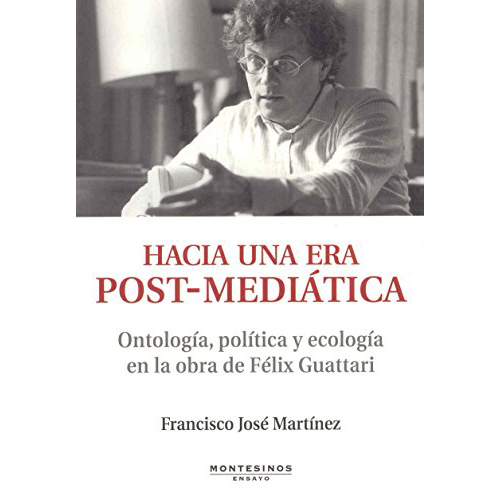 HACIA UNA ERA
POST-MEDIÁTICA
Ontología, política y ecología
en la obra de Félix Guattari
Francisco José Martínez
MONTESINOS
ENSAYO